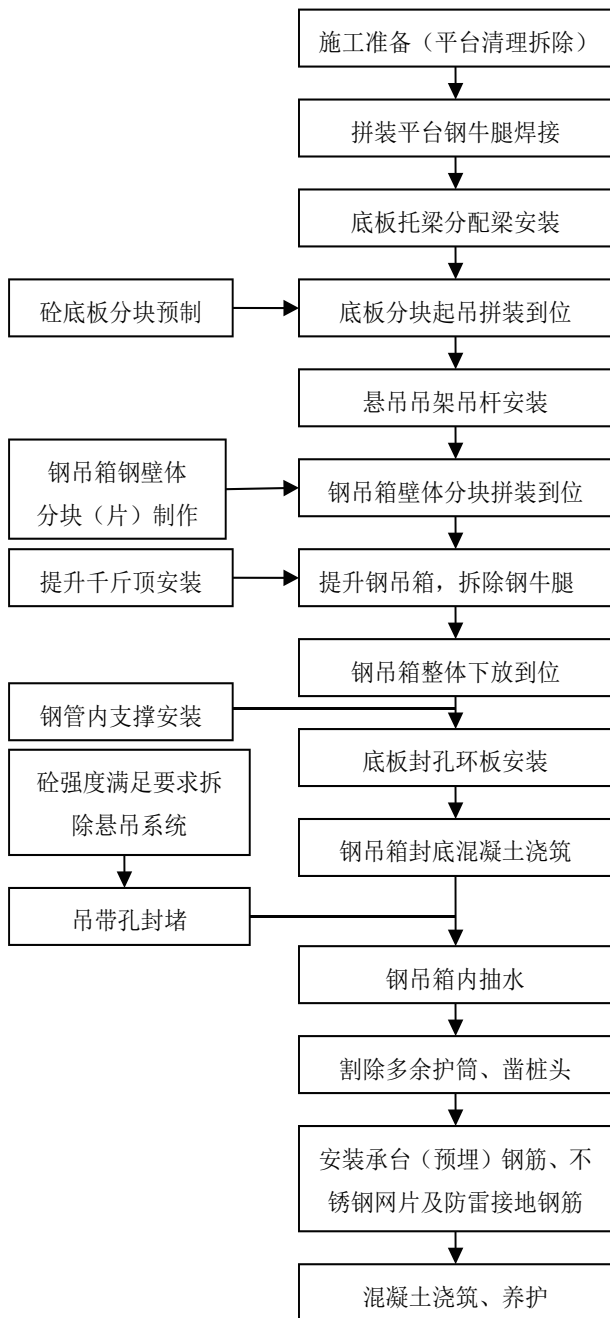 施工准备（平台清理拆除）
拼装平台钢牛腿焊接
底板托梁分配梁安装
砼底板分块预制
底板分块起吊拼装到位
悬吊吊架吊杆安装
钢吊箱钢壁体
分块（片）制作
钢吊箱壁体分块拼装到位
提升千斤顶安装
提升钢吊箱，拆除钢牛腿
钢吊箱整体下放到位
钢管内支撑安装
底板封孔环板安装
砼强度满足要求拆
除悬吊系统
钢吊箱封底混凝土浇筑
吊带孔封堵
钢吊箱内抽水
割除多余护筒、凿桩头
安装承台（预埋）钢筋、不
锈钢网片及防雷接地钢筋
混凝土浇筑、养护